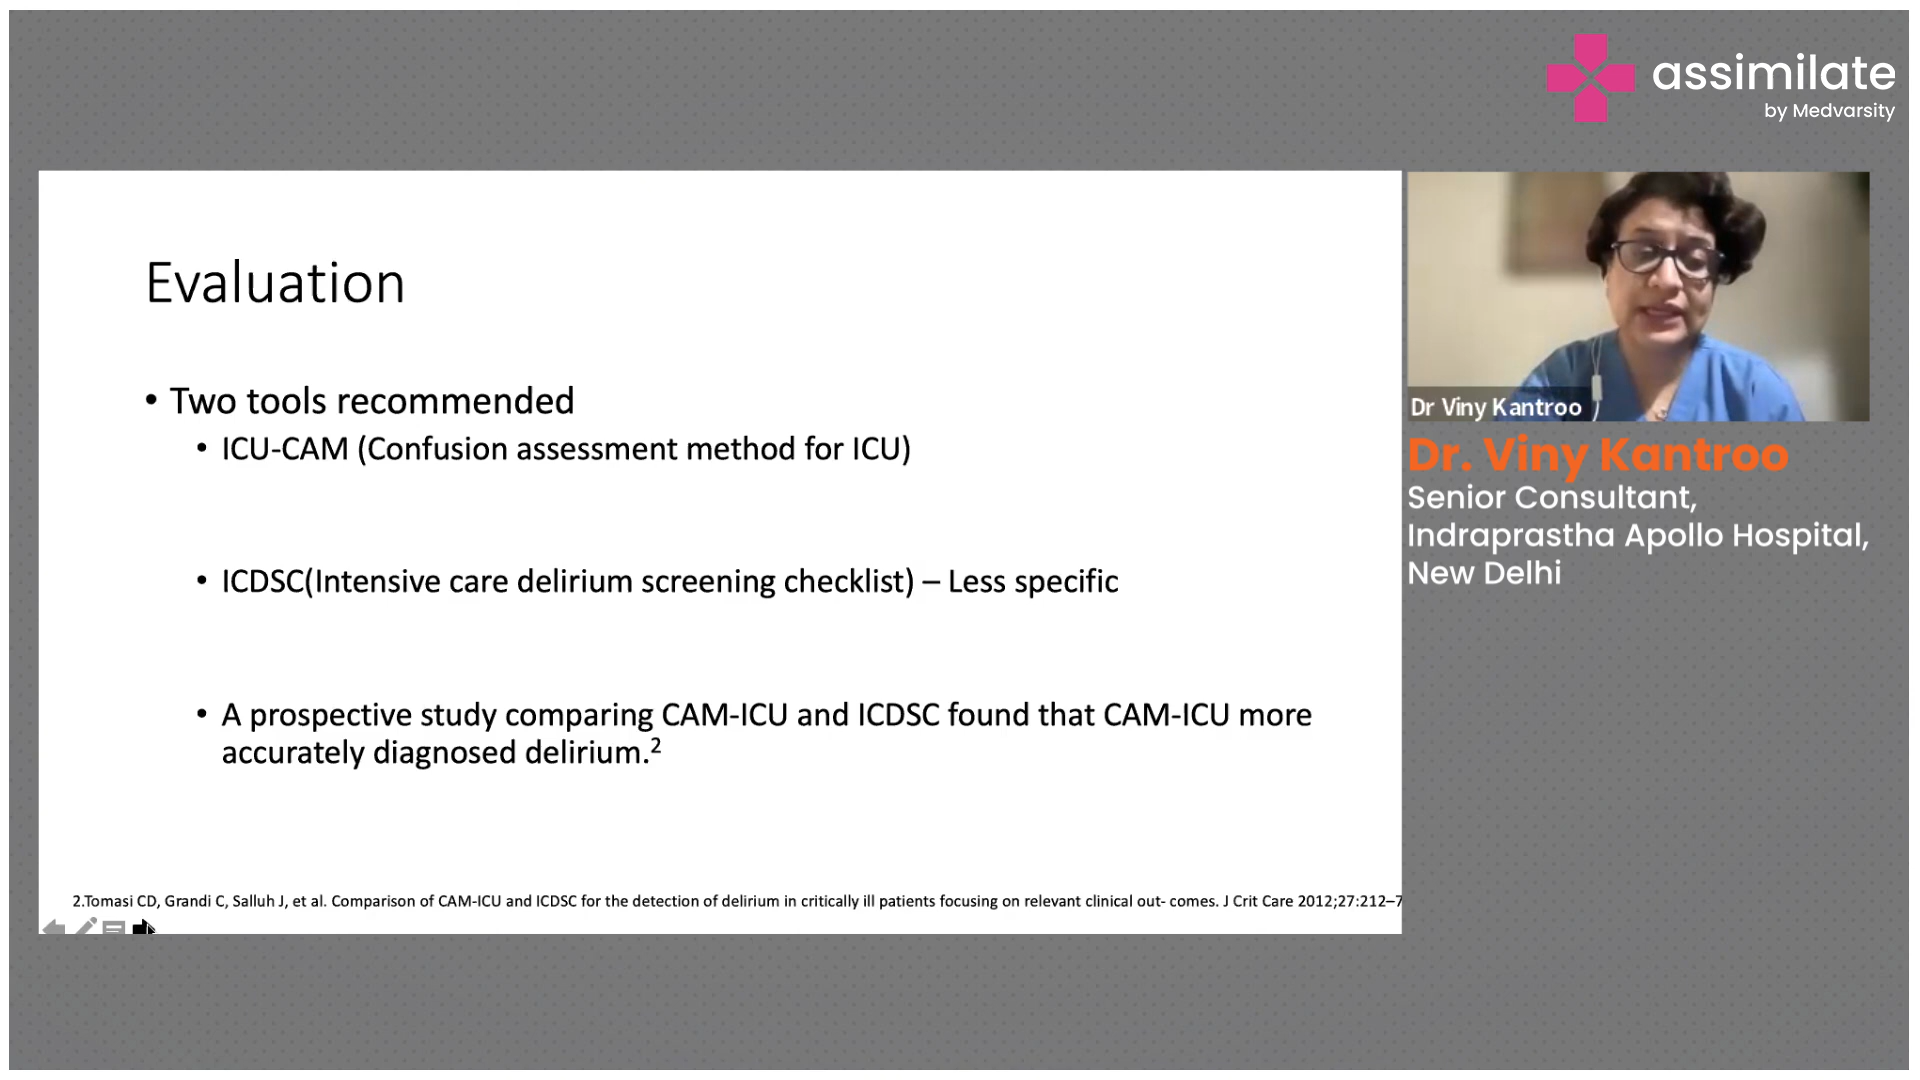 assimilate
by Medvarsity
Evaluation
• Two tools recommended
• ICU-CAM (Confusion assessment method for ICU)
• ICDSC(Intensive care delirium screening checklist) – Less specific
• A prospective study comparing CAM-ICU and ICDSC found that CAM-ICU more
accurately diagnosed delirium.²
2.Tomasi CD, Grandi C, Salluh J, et al. Comparison of CAM-ICU and ICDSC for the detection of delirium in critically ill patients focusing on relevant clinical out- comes. J Crit Care 2012;27:212–7
Dr Viny Kantroo
Dr. Viny Kantroo
Senior Consultant,
Indraprastha Apollo Hospital,
New Delhi